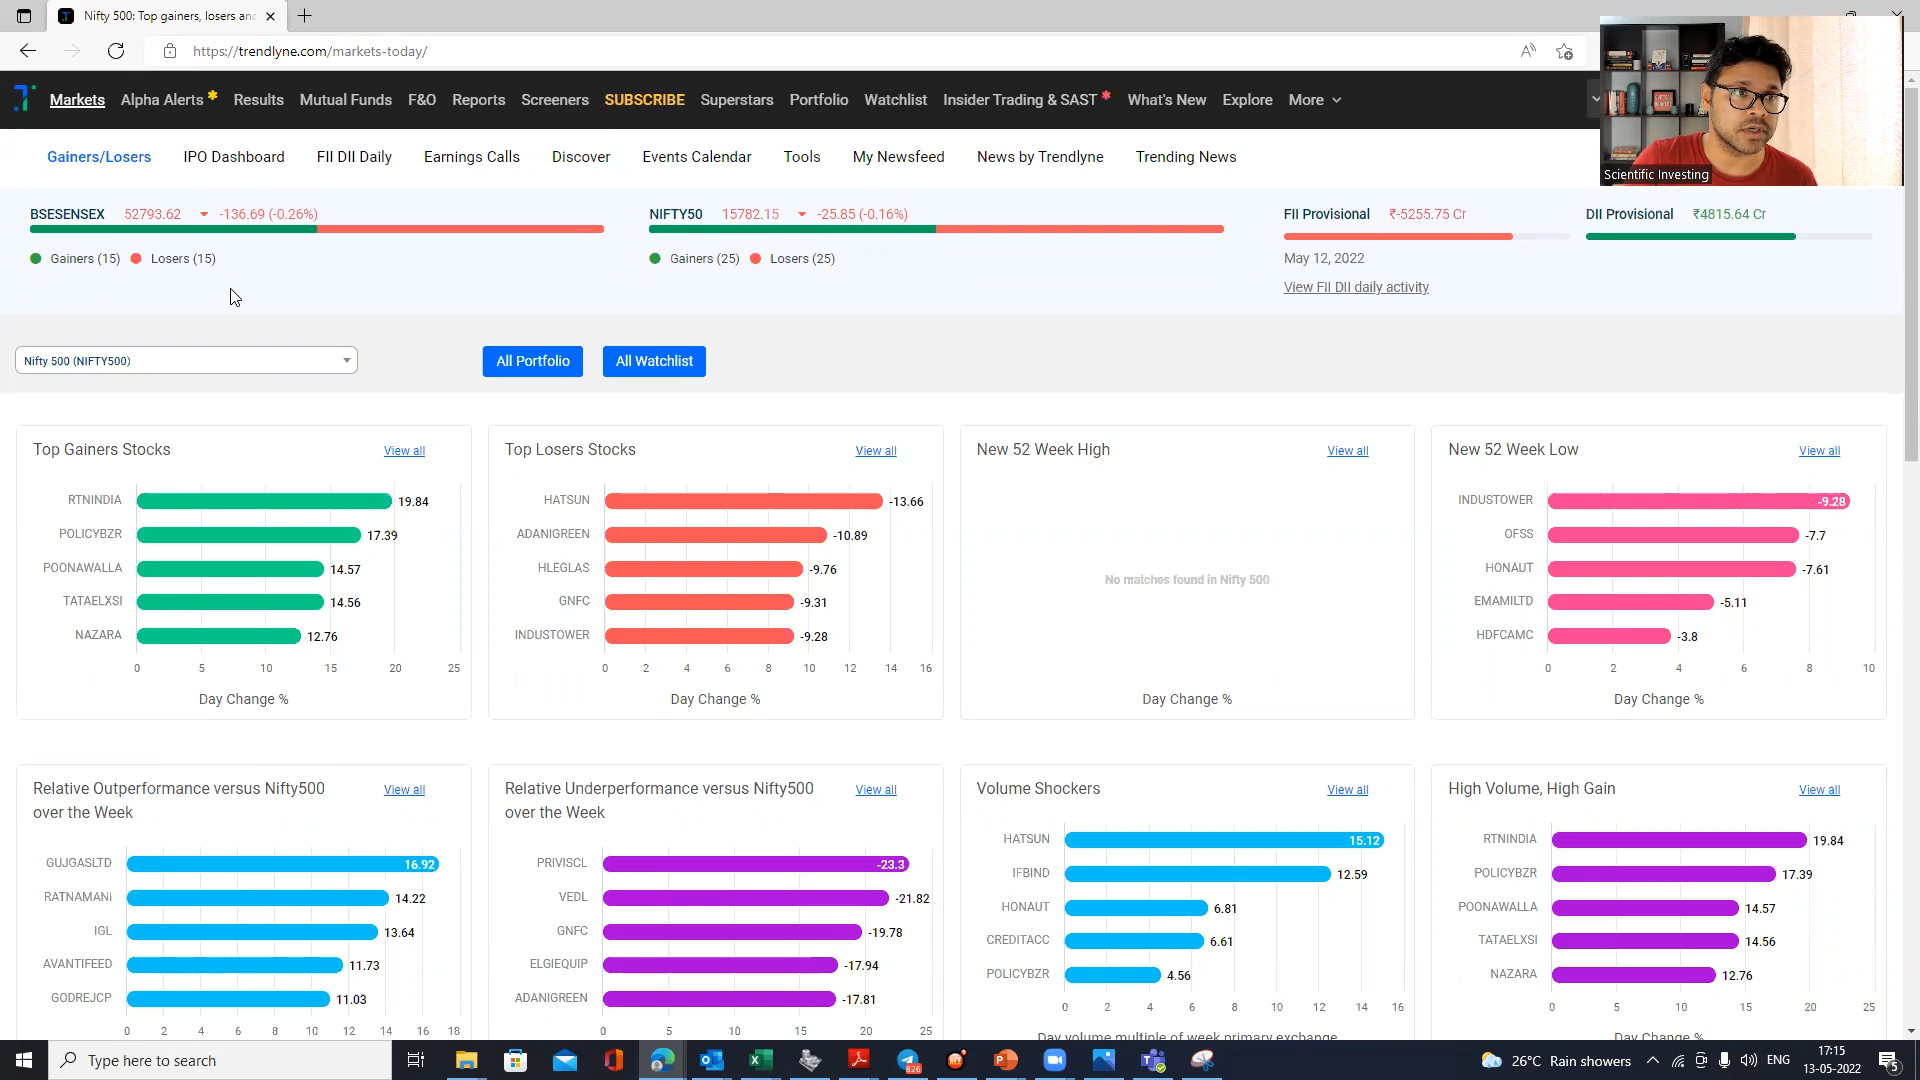 Nifty 500: Top gainers, losers anc
https://trendlyne.com/markets-today/
Markets Alpha Alerts Results Mutual Funds F&O Reports Screeners SUBSCRIBE Superstars Portfolio Watchlist Insider Trading & SAST * What's New Explore More
Gainers/Losers IPO Dashboard FII DII Daily Earnings Calls Discover Events Calendar Tools My Newsfeed News by Trendlyne Trending News
Scientific Investing
BSESENSEX 52793.62 -136.69 (-0.26%) NIFTY50 15782.15 -25.85 (-0.16%) FII Provisional ₹-5255.75 Cr DII Provisional ₹4815.64 Cr
Gainers (15) Losers (15) Gainers (25) Losers (25) May 12, 2022
View FII DII daily activity
Nifty 500 (NIFTY500) All Portfolio All Watchlist
Top Gainers Stocks View all
RTNINDIA 19.84
POLICYBZR 17.39
POONAWALLA 14.57
TATAELXSI 14.56
NAZARA 12.76
0 5 10 15 20 25
Day Change %
Top Losers Stocks View all
HATSUN -13.66
ADANIGREEN -10.89
HLEGLAS -9.76
GNFC -9.31
INDUSTOWER -9.28
0 2 4 6 8 10 12 14 16
Day Change %
New 52 Week High View all
No matches found in Nifty 500
Day Change %
New 52 Week Low View all
INDUSTOWER -9.28
OFSS -7.7
HONAUT -7.61
EMAMILTD -5.11
HDFCAMC -3.8
0 2 4 6 8 10
Day Change %
Relative Outperformance versus Nifty500 View all
over the Week
GUJGASLTD 16.92
RATNAMANI 14.22
IGL 13.64
AVANTIFEED 11.73
GODREJCP 11.03
0 2 4 6 8 10 12 14 16 18
Relative Underperformance versus Nifty500 View all
over the Week
PRIVISCL -23.3
VEDL -21.82
GNFC -19.78
ELGIEQUIP -17.94
ADANIGREEN -17.81
0 5 10 15 20 25
Volume Shockers View all
HATSUN 15.12
IFBIND 12.59
HONAUT 6.81
CREDITACC 6.61
POLICYBZR 4.56
0 2 4 6 8 10 12 14 16
Day volume multiple of week primary exchange
High Volume, High Gain View all
RTNINDIA 19.84
POLICYBZR 17.39
POONAWALLA 14.57
TATAELXSI 14.56
NAZARA 12.76
0 5 10 15 20 25
Day Change %
Type here to search 826 26°C Rain showers ENG 17:15
13-05-2022 5